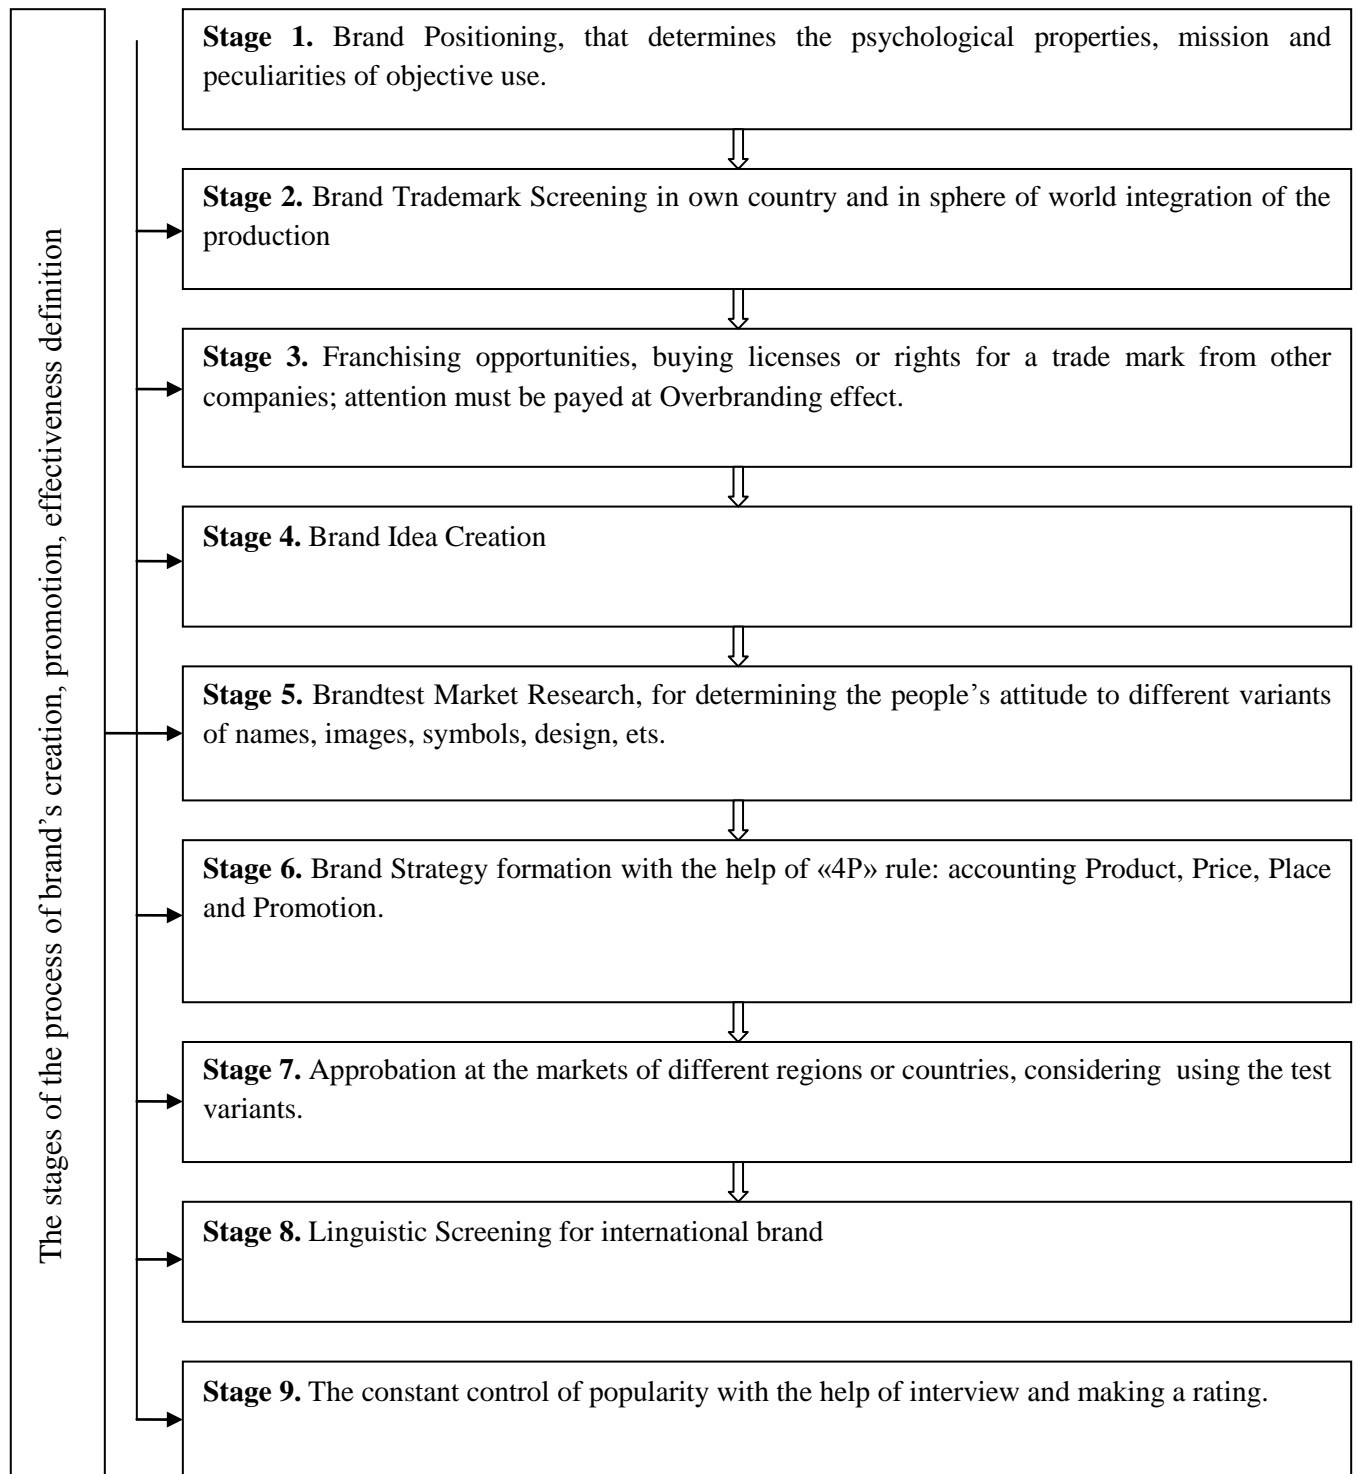 The stages of the process of brand’s creation, promotion, effectiveness definition
Stage 1. Brand Positioning, that determines the psychological properties, mission and
peculiarities of objective use.
Stage 2. Brand Trademark Screening in own country and in sphere of world integration of the
production
Stage 3. Franchising opportunities, buying licenses or rights for a trade mark from other
companies; attention must be payed at Overbranding effect.
Stage 4. Brand Idea Creation
Stage 5. Brandtest Market Research, for determining the people’s attitude to different variants
of names, images, symbols, design, ets.
Stage 6. Brand Strategy formation with the help of «4P» rule: accounting Product, Price, Place
and Promotion.
Stage 7. Approbation at the markets of different regions or countries, considering  using the test
variants.
Stage 8. Linguistic Screening for international brand
Stage 9. The constant control of popularity with the help of interview and making a rating.